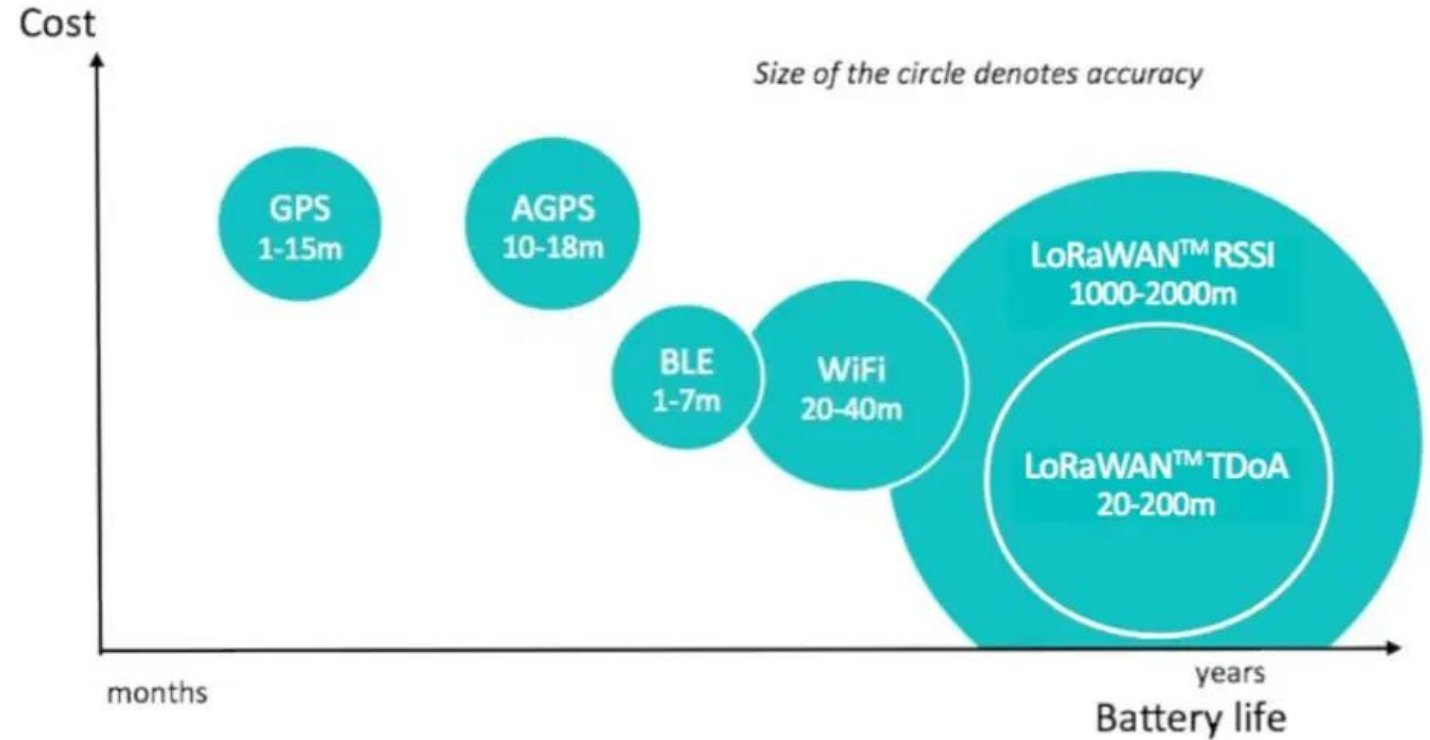 Cost
Size of the circle denotes accuracy
GPS
1-15m
AGPS
10-18m
LoRaWAN™ RSSI
1000-2000m
BLE
1-7m
WiFi
20-40m
LoRaWAN™ TDoA
20-200m
months
years
Battery life